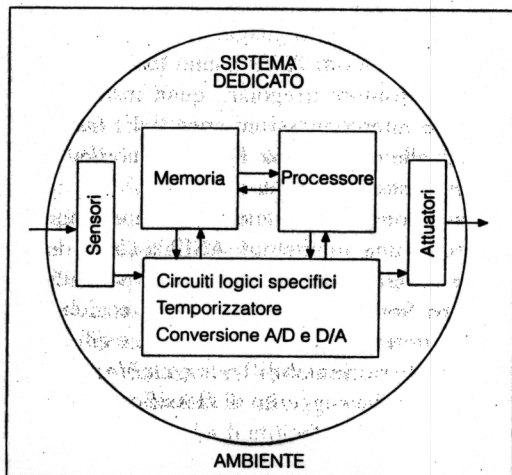 SISTEMA
DEDICATO
Memoria
Processore
Sensori
Attuatori
Circuiti logici specifici
Temporizzatore
Conversione A/D e D/A
AMBIENTE